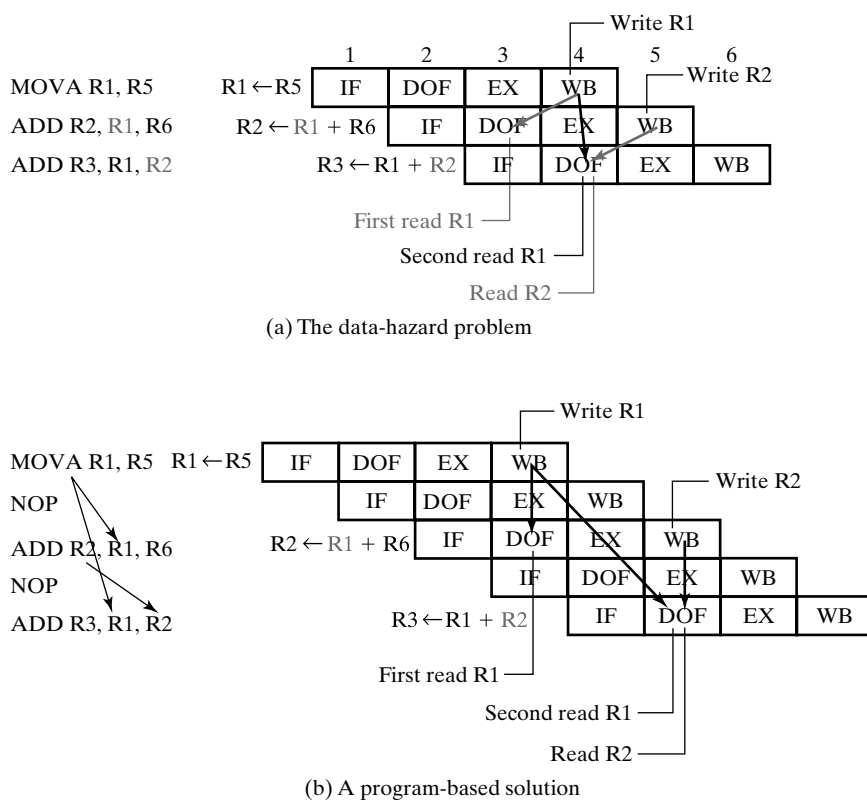 Write R1
1 2 3 4 5 6
Write R2
MOVA R1, R5 R1←R5 IF DOF EX WB
ADD R2, R1, R6 R2←R1 + R6 IF DOF EX WB
ADD R3, R1, R2 R3←R1 + R2 IF DOF EX WB
First read R1
Second read R1
Read R2
(a) The data-hazard problem
Write R1
MOVA R1, R5 R1←R5 IF DOF EX WB
Write R2
NOP IF DOF EX WB
ADD R2, R1, R6 R2←R1 + R6 IF DOF EX WB
NOP IF DOF EX WB
ADD R3, R1, R2 R3←R1 + R2 IF DOF EX WB
First read R1
Second read R1
Read R2
(b) A program-based solution